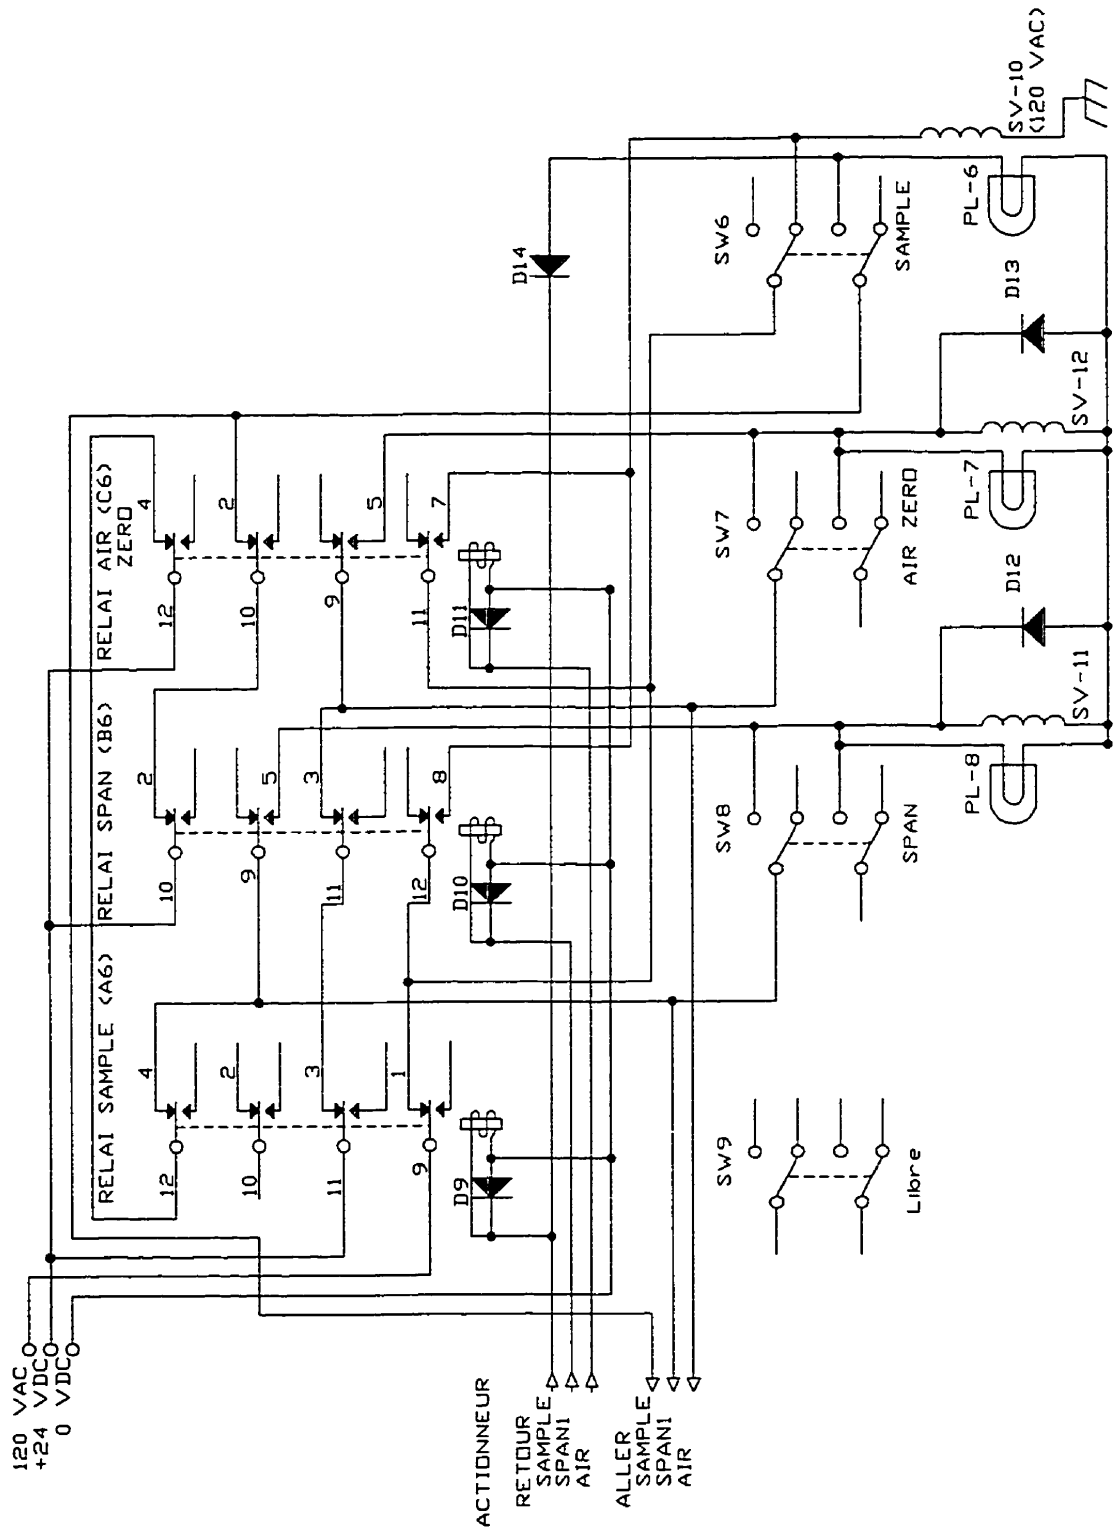 120 VAC
+24 VDC
0 VDC
RELAI SAMPLE (A6)
RELAI SPAN (B6)
RELAI AIR (C6)
ZERO
4
2
3
1
12
10
11
9
D9
2
5
3
8
10
9
11
12
D10
4
2
5
7
12
10
9
11
D11
D14
ACTIONNEUR
RETOUR
SAMPLE
SPAN1
AIR
ALLER
SAMPLE
SPAN1
AIR
SW9
Libre
SW8
SPAN
SW7
AIR ZERO
SW6
SAMPLE
PL-8
SV-11
D12
PL-7
SV-12
D13
PL-6
SV-10
(120 VAC)